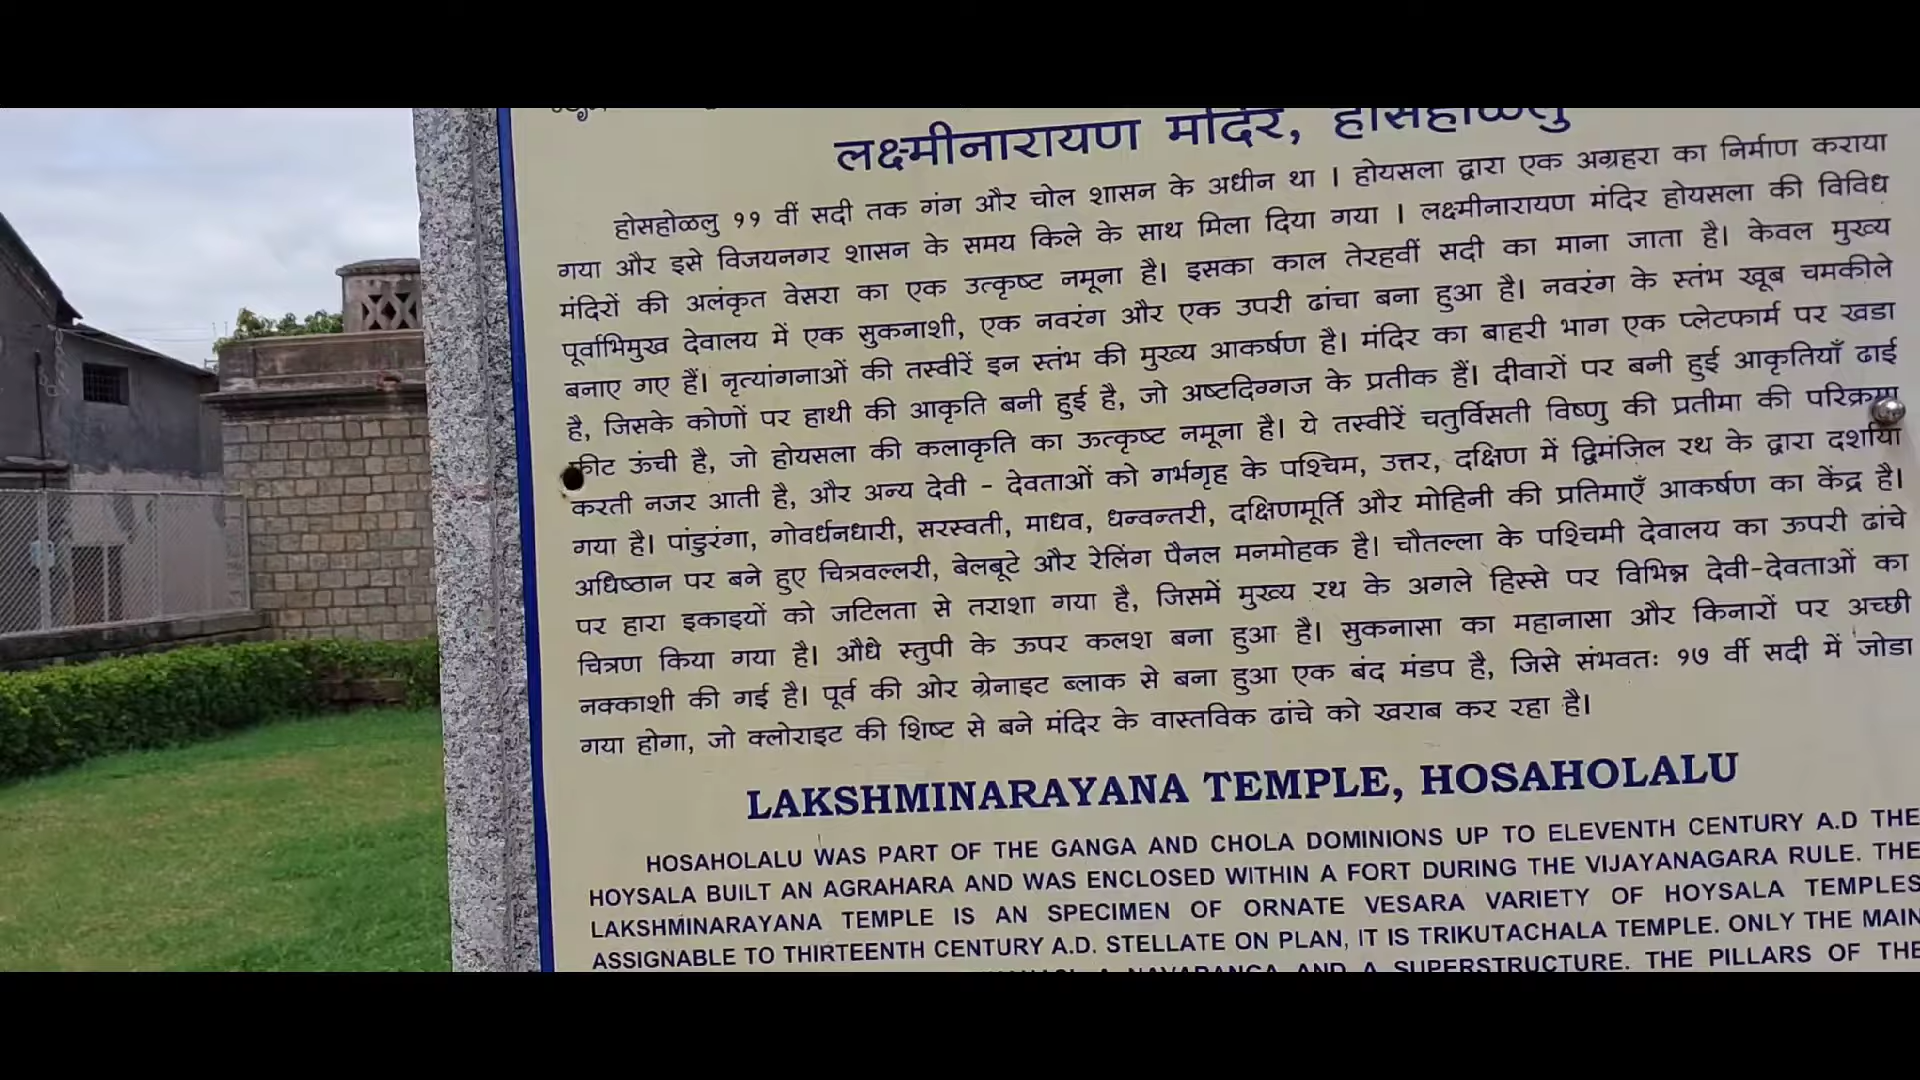 लक्ष्मीनारायण मंदिर, होसहोळलु
होसहोळलु ११ वीं सदी तक गंग और चोल शासन के अधीन था । होयसला द्वारा एक अग्रहरा का निर्माण कराया
गया और इसे विजयनगर शासन के समय किले के साथ मिला दिया गया । लक्ष्मीनारायण मंदिर होयसला की विविध
मंदिरों की अलंकृत वेसरा का एक उत्कृष्ट नमूना है। इसका काल तेरहवीं सदी का माना जाता है। केवल मुख्य
पूर्वाभिमुख देवालय में एक सुकनाशी, एक नवरंग और एक उपरी ढांचा बना हुआ है। नवरंग के स्तंभ खूब चमकीले
बनाए गए हैं। नृत्यांगनाओं की तस्वीरें इन स्तंभ की मुख्य आकर्षण है। मंदिर का बाहरी भाग एक प्लेटफार्म पर खडा
है, जिसके कोणों पर हाथी की आकृति बनी हुई है, जो अष्टदिग्गज के प्रतीक हैं। दीवारों पर बनी हुई आकृतियाँ ढाई
फीट ऊंची है, जो होयसला की कलाकृति का ऊत्कृष्ट नमूना है। ये तस्वीरें चतुर्विसती विष्णु की प्रतीमा की परिक्रमा
करती नजर आती है, और अन्य देवी - देवताओं को गर्भगृह के पश्चिम, उत्तर, दक्षिण में द्विमंजिल रथ के द्वारा दर्शाया
गया है। पांडुरंगा, गोवर्धनधारी, सरस्वती, माधव, धन्वन्तरी, दक्षिणमूर्ति और मोहिनी की प्रतिमाएँ आकर्षण का केंद्र है।
अधिष्ठान पर बने हुए चित्रवल्लरी, बेलबूटे और रेलिंग पैनल मनमोहक है। चौतल्ला के पश्चिमी देवालय का ऊपरी ढांचे
पर हारा इकाइयों को जटिलता से तराशा गया है, जिसमें मुख्य रथ के अगले हिस्से पर विभिन्न देवी-देवताओं का
चित्रण किया गया है। औधे स्तुपी के ऊपर कलश बना हुआ है। सुकनासा का महानासा और किनारों पर अच्छी
नक्काशी की गई है। पूर्व की ओर ग्रेनाइट ब्लाक से बना हुआ एक बंद मंडप है, जिसे संभवतः १७ वीं सदी में जोडा
गया होगा, जो क्लोराइट की शिष्ट से बने मंदिर के वास्तविक ढांचे को खराब कर रहा है।
LAKSHMINARAYANA TEMPLE, HOSAHOLALU
HOSAHOLALU WAS PART OF THE GANGA AND CHOLA DOMINIONS UP TO ELEVENTH CENTURY A.D THE
HOYSALA BUILT AN AGRAHARA AND WAS ENCLOSED WITHIN A FORT DURING THE VIJAYANAGARA RULE. THE
LAKSHMINARAYANA TEMPLE IS AN SPECIMEN OF ORNATE VESARA VARIETY OF HOYSALA TEMPLES
ASSIGNABLE TO THIRTEENTH CENTURY A.D. STELLATE ON PLAN, IT IS TRIKUTACHALA TEMPLE. ONLY THE MAIN
A NAVARANGA AND A SUPERSTRUCTURE. THE PILLARS OF THE